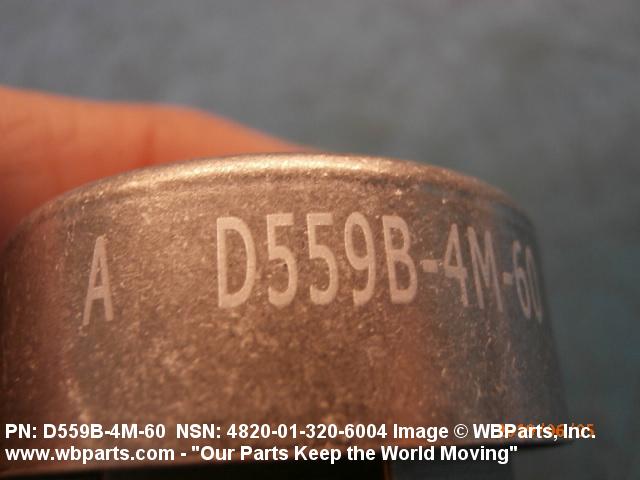 A D559B-4M-60
PN: D559B-4M-60 NSN: 4820-01-320-6004 Image © WBParts, Inc.
www.wbparts.com - "Our Parts Keep the World Moving"